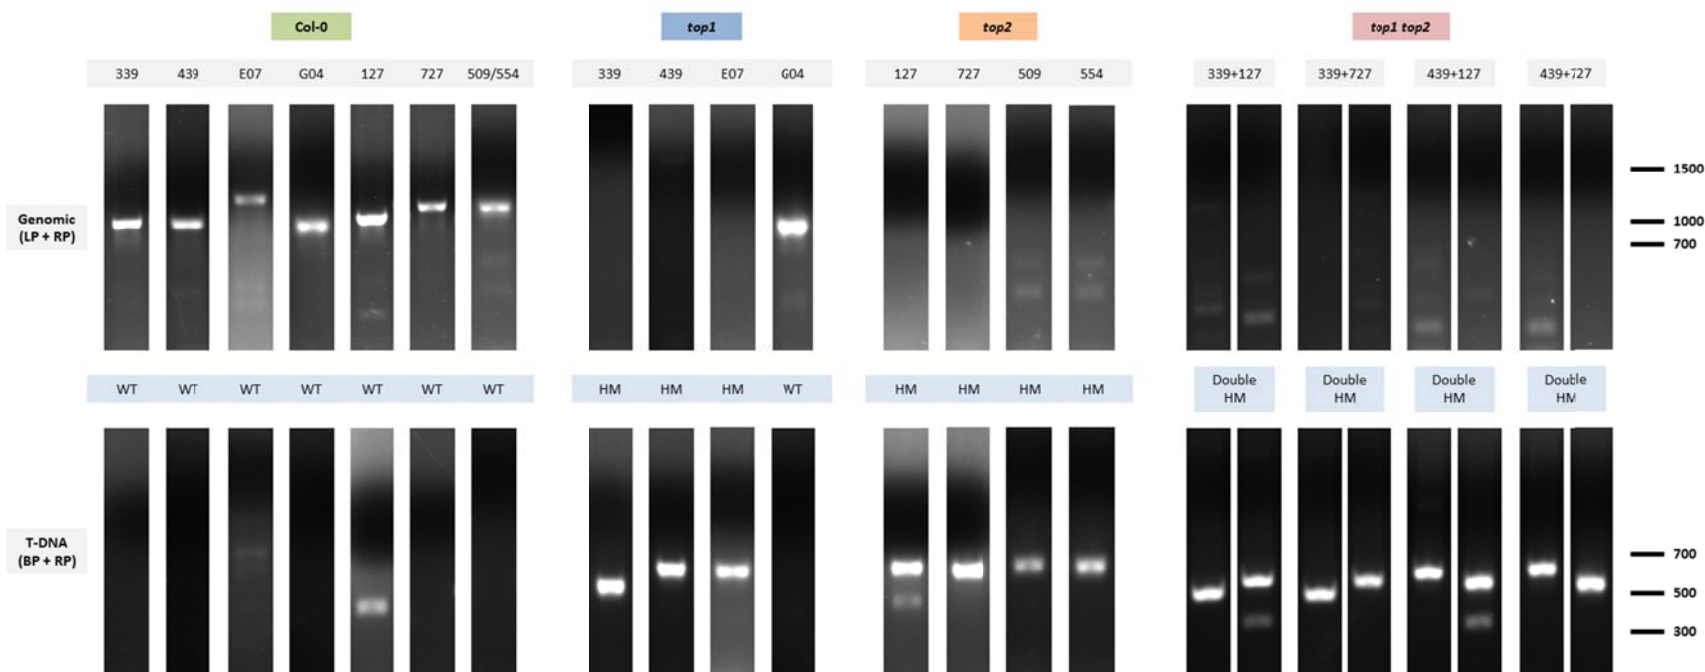 Col-0
top1
top2
top1 top2
339 439 E07 G04 127 727 509/554
339 439 E07 G04
127 727 509 554
339+127 339+727 439+127 439+727
Genomic
(LP + RP)
1500
1000
700
WT WT WT WT WT WT WT
HM HM HM WT
HM HM HM HM
Double
HM
Double
HM
Double
HM
Double
HM
T-DNA
(BP + RP)
700
500
300